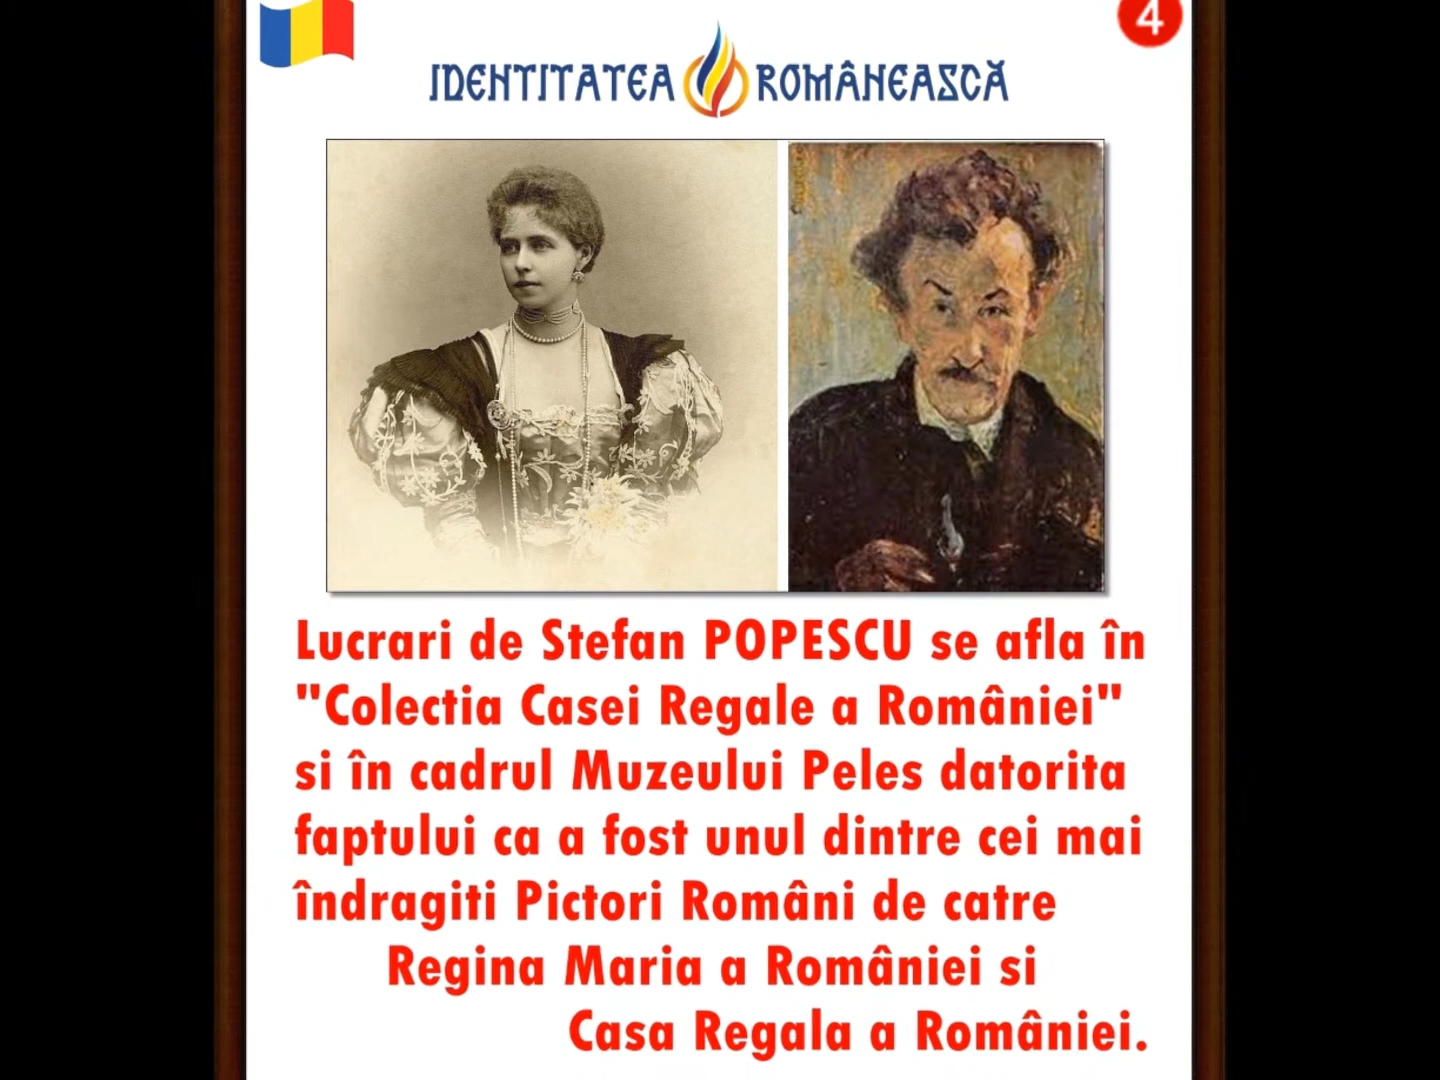 4
IDENTITATEA ROMÂNEASCĂ
Lucrari de Stefan POPESCU se afla în
"Colectia Casei Regale a României"
si în cadrul Muzeului Peles datorita
faptului ca a fost unul dintre cei mai
îndragiti Pictori Români de catre
Regina Maria a României si
Casa Regala a României.